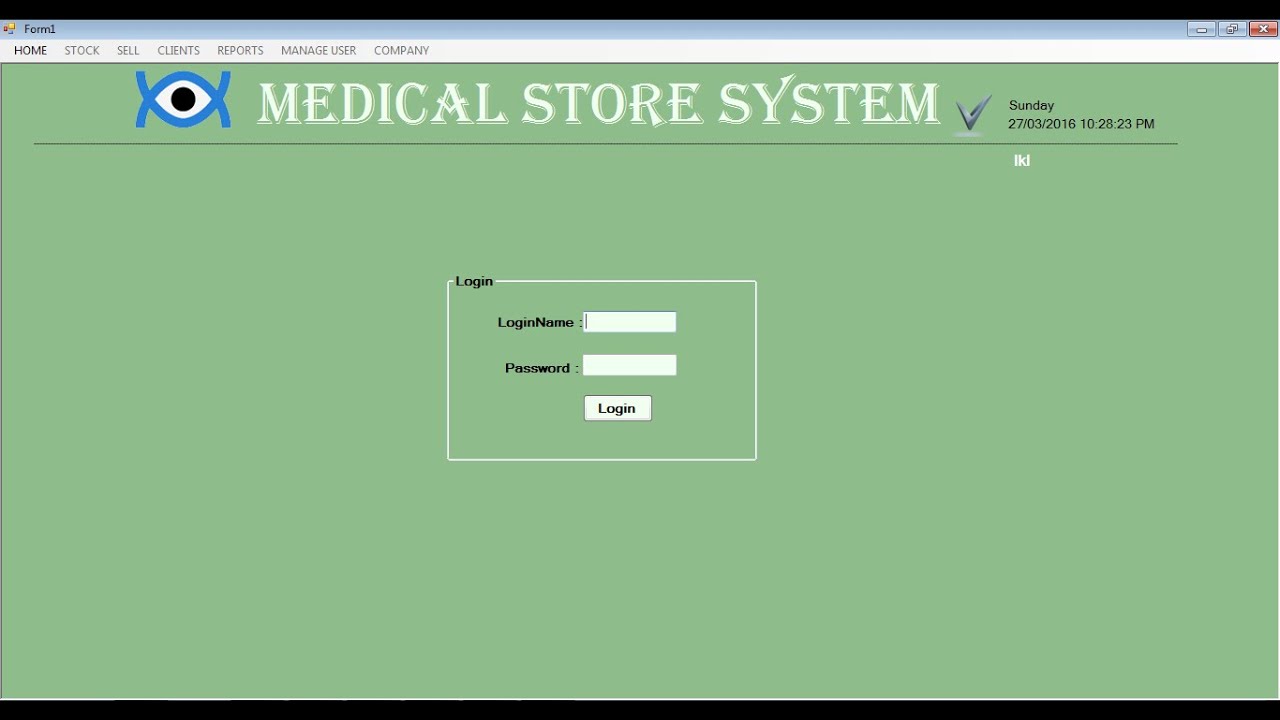 Form1
HOME STOCK SELL CLIENTS REPORTS MANAGE USER COMPANY
MEDICAL STORE SYSTEM
Sunday
27/03/2016 10:28:23 PM
lkl
Login
LoginName :
Password :
Login